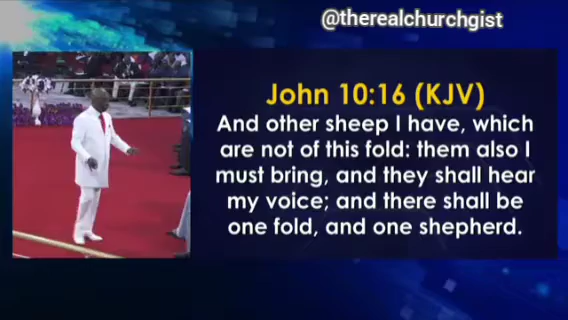 @therealchurchgist
John 10:16 (KJV)
And other sheep I have, which
are not of this fold: them also I
must bring, and they shall hear
my voice; and there shall be
one fold, and one shepherd.